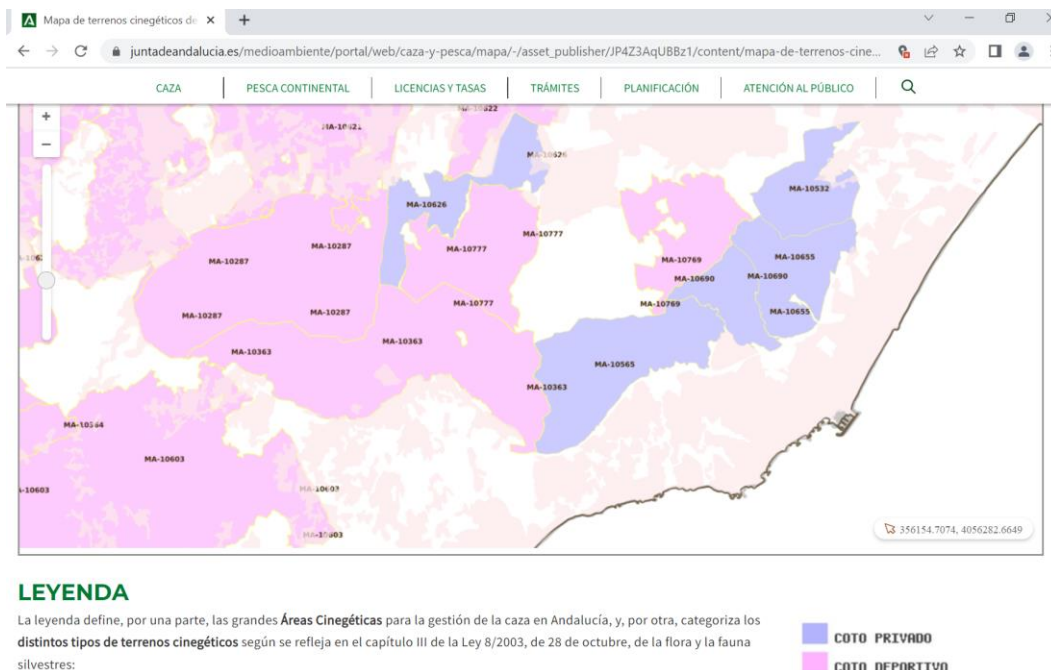 Mapa de terrenos cinegéticos de
juntadeandalucia.es/medioambiente/portal/web/caza-y-pesca/mapa/-/asset_publisher/JP4Z3AqUBBz1/content/mapa-de-terrenos-cine...
CAZA PESCA CONTINENTAL LICENCIAS Y TASAS TRÁMITES PLANIFICACIÓN ATENCIÓN AL PÚBLICO
+
−
MA-10621
MA-10626
MA-10532
MA-10626
MA-10777
MA-10287
MA-10777
MA-10287
MA-10769
MA-10655
MA-10690
MA-10690
MA-10777
MA-10769
MA-10287
MA-10287
MA-10655
MA-10363
MA-10363
MA-10565
MA-10363
MA-10364
MA-10603
MA-10603
MA-10603
356154.7074, 4056282.6649
LEYENDA
La leyenda define, por una parte, las grandes Áreas Cinegéticas para la gestión de la caza en Andalucía, y, por otra, categoriza los
distintos tipos de terrenos cinegéticos según se refleja en el capítulo III de la Ley 8/2003, de 28 de octubre, de la flora y la fauna
silvestres:
COTO PRIVADO
COTO DEPORTIVO